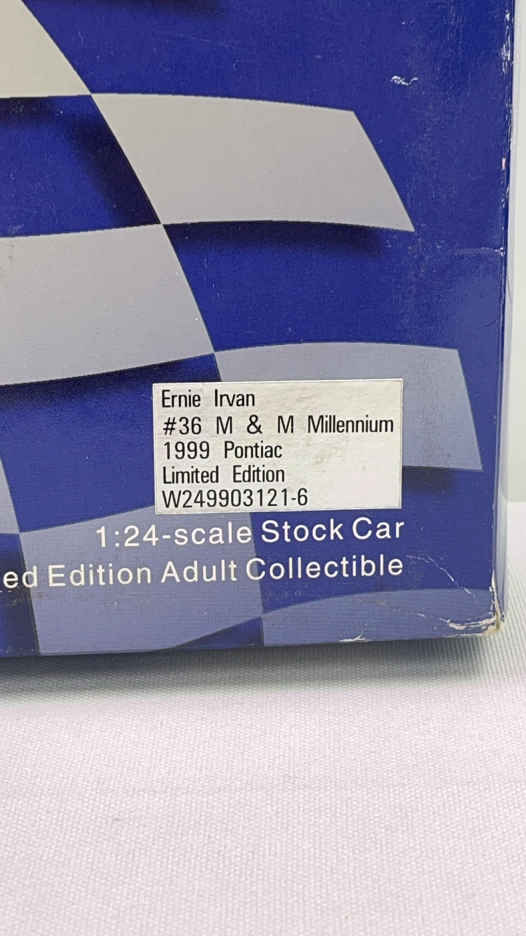 Ernie Irvan
#36 M & M Millennium
1999 Pontiac
Limited Edition
W249903121-6
1:24-scale Stock Car
ed Edition Adult Collectible